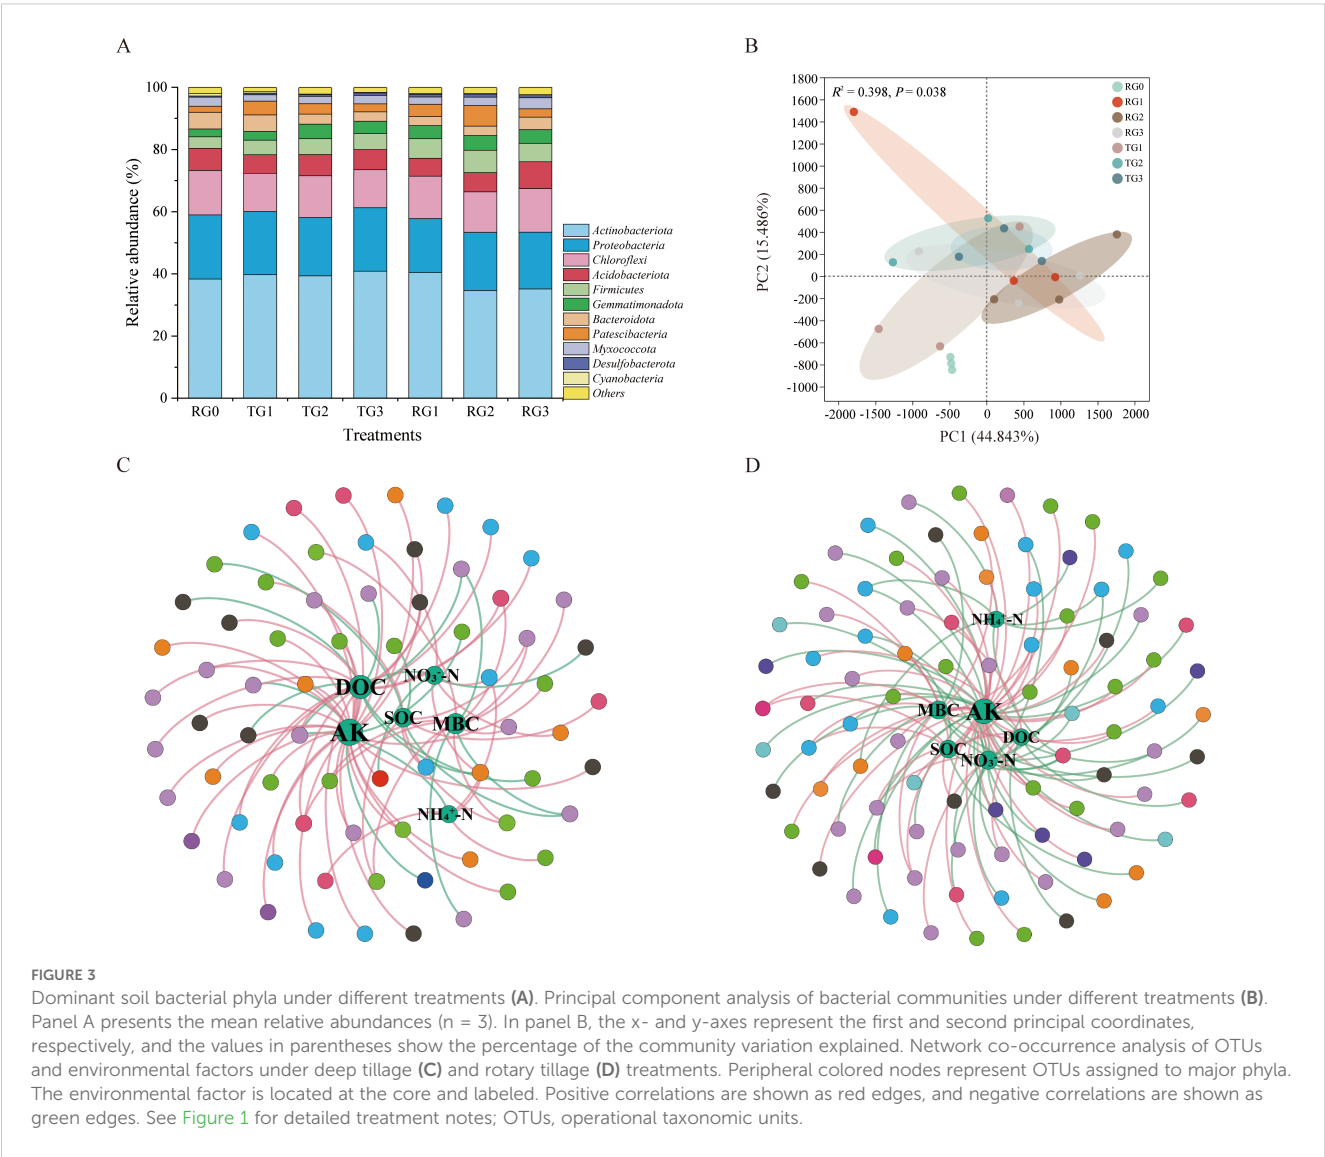 A
100
80
60
40
20
0
Relative abundance (%)
RG0 TG1 TG2 TG3 RG1 RG2 RG3
Treatments
Actinobacteriota
Proteobacteria
Chloroflexi
Acidobacteriota
Firmicutes
Gemmatimonadota
Bacteroidota
Patescibacteria
Myxococcota
Desulfobacterota
Cyanobacteria
Others
B
1800
1600
1400
1200
1000
800
600
400
200
0
-200
-400
-600
-800
-1000
PC2 (15.486%)
R² = 0.398, P = 0.038
RG0
RG1
RG2
RG3
TG1
TG2
TG3
-2000 -1500 -1000 -500 0 500 1000 1500 2000
PC1 (44.843%)
C
DOC
NO₃⁻-N
SOC
MBC
AK
NH₄⁺-N
D
NH₄⁺-N
MBC
AK
DOC
SOC
NO₃⁻-N
FIGURE 3
Dominant soil bacterial phyla under different treatments (A). Principal component analysis of bacterial communities under different treatments (B).
Panel A presents the mean relative abundances (n = 3). In panel B, the x- and y-axes represent the first and second principal coordinates,
respectively, and the values in parentheses show the percentage of the community variation explained. Network co-occurrence analysis of OTUs
and environmental factors under deep tillage (C) and rotary tillage (D) treatments. Peripheral colored nodes represent OTUs assigned to major phyla.
The environmental factor is located at the core and labeled. Positive correlations are shown as red edges, and negative correlations are shown as
green edges. See Figure 1 for detailed treatment notes; OTUs, operational taxonomic units.